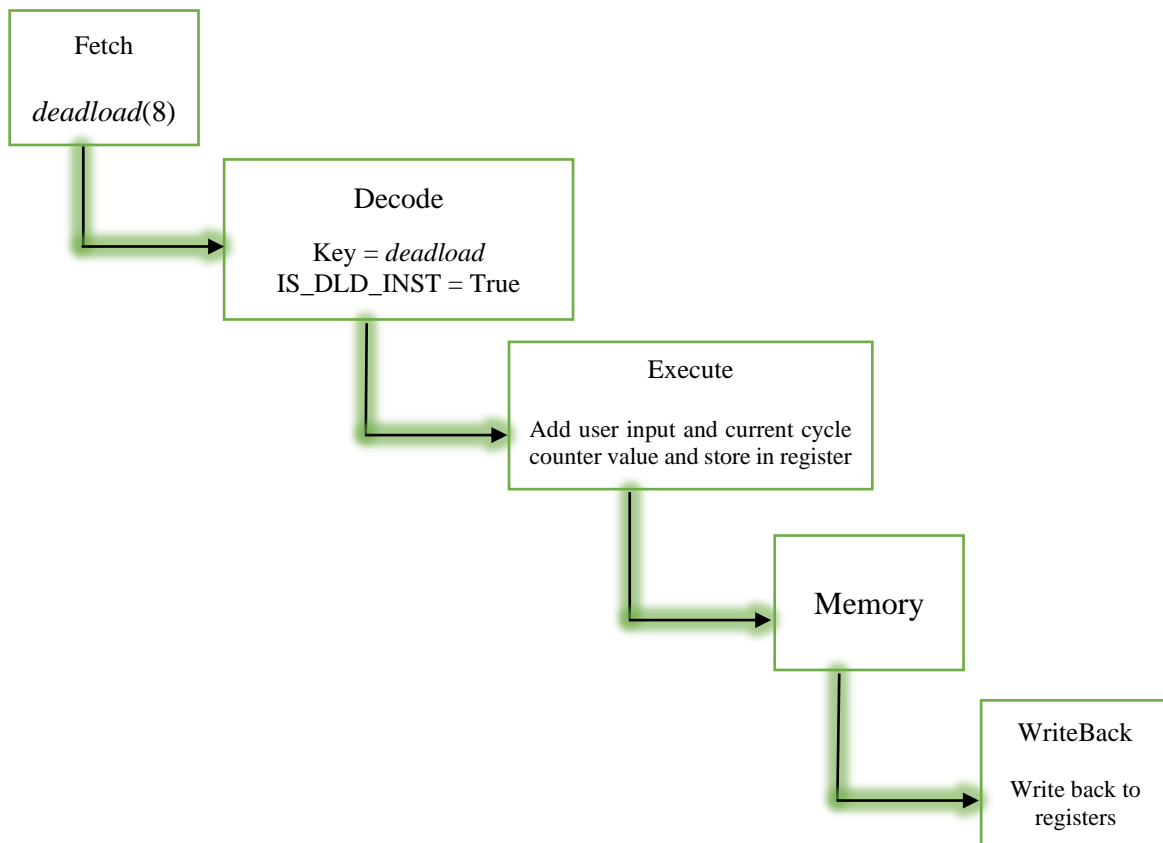 Fetch
deadload(8)
Decode
Key = deadload
IS_DLD_INST = True
Execute
Add user input and current cycle
counter value and store in register
Memory
WriteBack
Write back to
registers